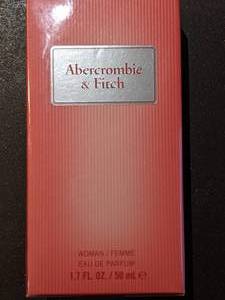 Abercrombie
& Fitch
WOMAN / FEMME
EAU DE PARFUM
1.7 FL. OZ. / 50 ml ℮